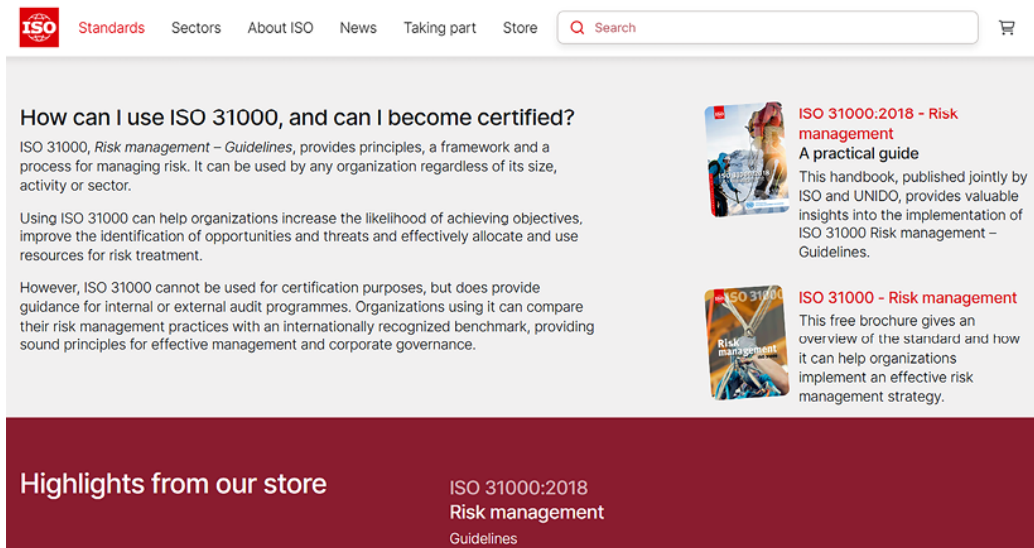 ISO
Standards
Sectors
About ISO
News
Taking part
Store
Search
How can I use ISO 31000, and can I become certified?
ISO 31000, Risk management – Guidelines, provides principles, a framework and a
process for managing risk. It can be used by any organization regardless of its size,
activity or sector.
Using ISO 31000 can help organizations increase the likelihood of achieving objectives,
improve the identification of opportunities and threats and effectively allocate and use
resources for risk treatment.
However, ISO 31000 cannot be used for certification purposes, but does provide
guidance for internal or external audit programmes. Organizations using it can compare
their risk management practices with an internationally recognized benchmark, providing
sound principles for effective management and corporate governance.
ISO 31000:2018
ISO 31000:2018 - Risk
management
A practical guide
This handbook, published jointly by
ISO and UNIDO, provides valuable
insights into the implementation of
ISO 31000 Risk management –
Guidelines.
ISO 31000
Risk
management
ISO 31000 - Risk management
This free brochure gives an
overview of the standard and how
it can help organizations
implement an effective risk
management strategy.
Highlights from our store
ISO 31000:2018
Risk management
Guidelines